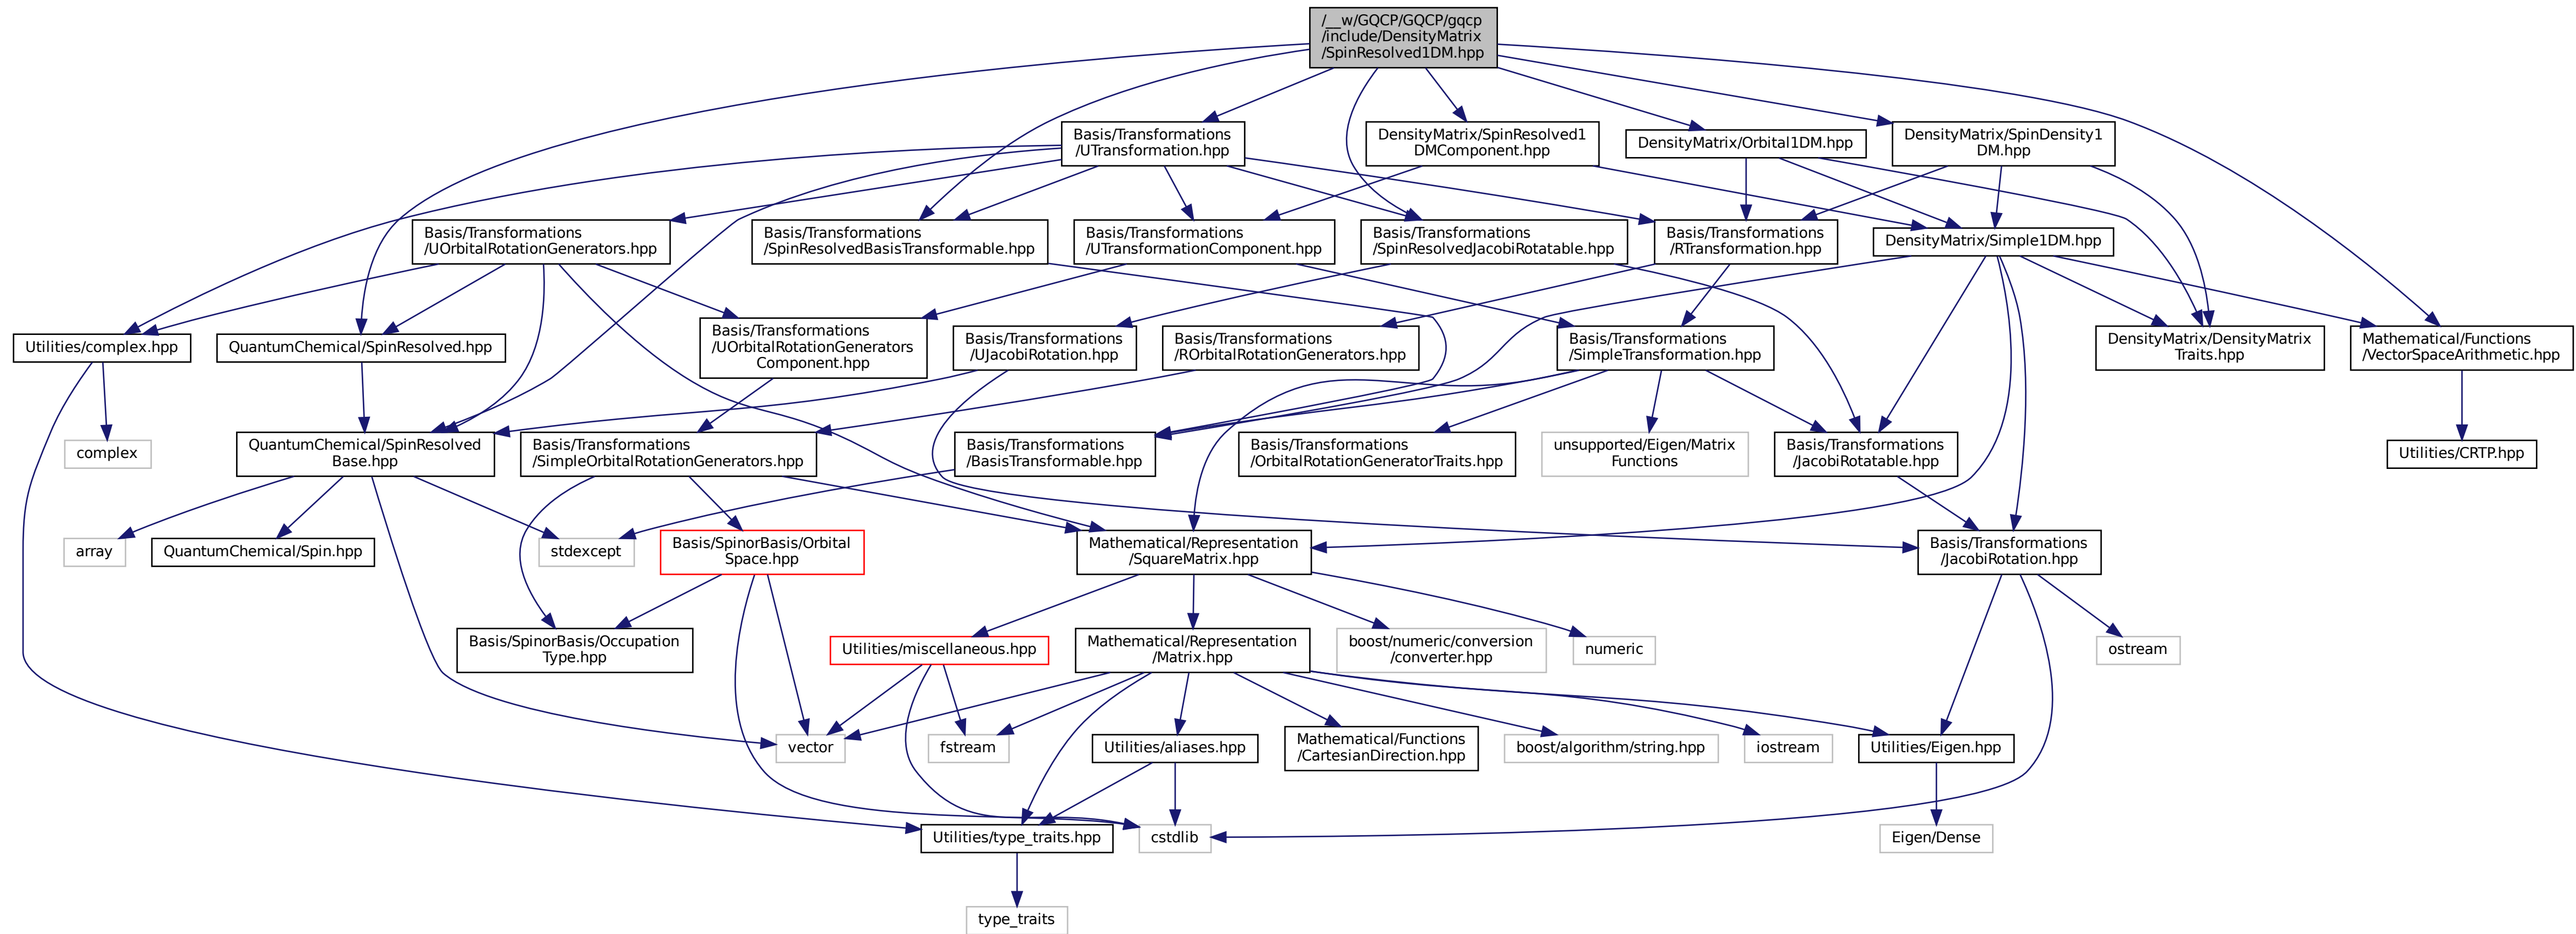 /__w/GQCP/GQCP/gqcp
/include/DensityMatrix
/SpinResolved1DM.hpp
Basis/Transformations
/UTransformation.hpp
DensityMatrix/SpinResolved1
DMComponent.hpp
DensityMatrix/Orbital1DM.hpp
DensityMatrix/SpinDensity1
DM.hpp
Basis/Transformations
/UOrbitalRotationGenerators.hpp
Basis/Transformations
/SpinResolvedBasisTransformable.hpp
Basis/Transformations
/UTransformationComponent.hpp
Basis/Transformations
/SpinResolvedJacobiRotatable.hpp
Basis/Transformations
/RTransformation.hpp
DensityMatrix/Simple1DM.hpp
Utilities/complex.hpp
QuantumChemical/SpinResolved.hpp
Basis/Transformations
/UOrbitalRotationGenerators
Component.hpp
Basis/Transformations
/UJacobiRotation.hpp
Basis/Transformations
/ROrbitalRotationGenerators.hpp
Basis/Transformations
/SimpleTransformation.hpp
DensityMatrix/DensityMatrix
Traits.hpp
Mathematical/Functions
/VectorSpaceArithmetic.hpp
complex
QuantumChemical/SpinResolved
Base.hpp
Basis/Transformations
/SimpleOrbitalRotationGenerators.hpp
Basis/Transformations
/BasisTransformable.hpp
Basis/Transformations
/OrbitalRotationGeneratorTraits.hpp
unsupported/Eigen/Matrix
Functions
Basis/Transformations
/JacobiRotatable.hpp
Utilities/CRTP.hpp
array
QuantumChemical/Spin.hpp
stdexcept
Basis/SpinorBasis/Orbital
Space.hpp
Mathematical/Representation
/SquareMatrix.hpp
Basis/Transformations
/JacobiRotation.hpp
Basis/SpinorBasis/Occupation
Type.hpp
Utilities/miscellaneous.hpp
Mathematical/Representation
/Matrix.hpp
boost/numeric/conversion
/converter.hpp
numeric
ostream
vector
fstream
Utilities/aliases.hpp
Mathematical/Functions
/CartesianDirection.hpp
boost/algorithm/string.hpp
iostream
Utilities/Eigen.hpp
Utilities/type_traits.hpp
cstdlib
Eigen/Dense
type_traits